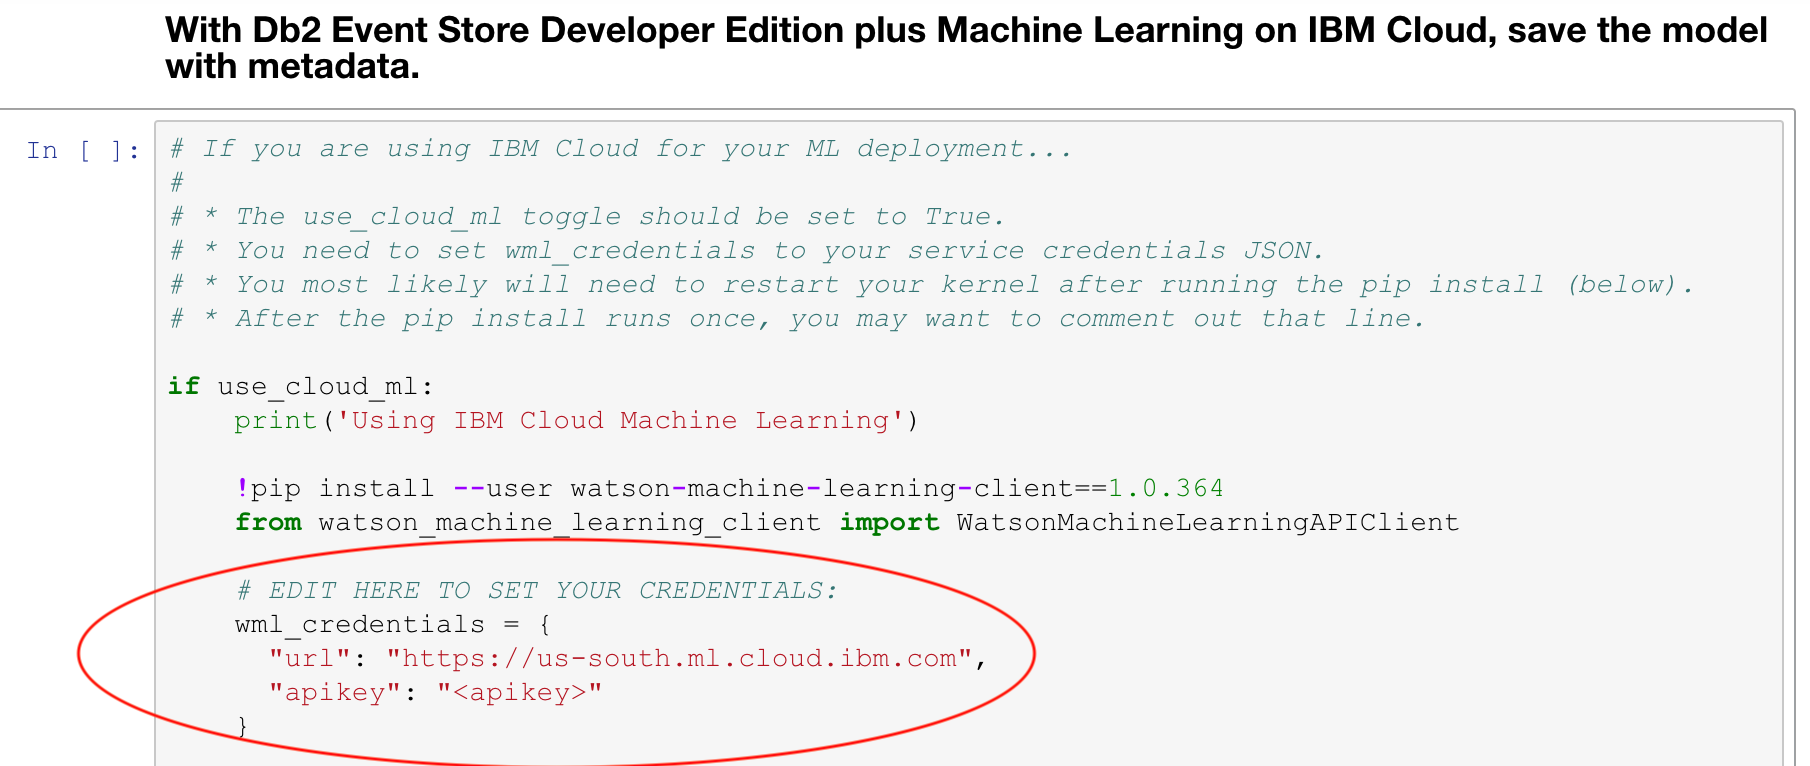 With Db2 Event Store Developer Edition plus Machine Learning on IBM Cloud, save the model
with metadata.
In [ ]:
# If you are using IBM Cloud for your ML deployment...
#
# * The use_cloud_ml toggle should be set to True.
# * You need to set wml_credentials to your service credentials JSON.
# * You most likely will need to restart your kernel after running the pip install (below).
# * After the pip install runs once, you may want to comment out that line.
if use_cloud_ml:
    print('Using IBM Cloud Machine Learning')
    !pip install --user watson-machine-learning-client==1.0.364
    from watson_machine_learning_client import WatsonMachineLearningAPIClient
    # EDIT HERE TO SET YOUR CREDENTIALS:
    wml_credentials = {
      "url": "https://us-south.ml.cloud.ibm.com",
      "apikey": "<apikey>"
    }